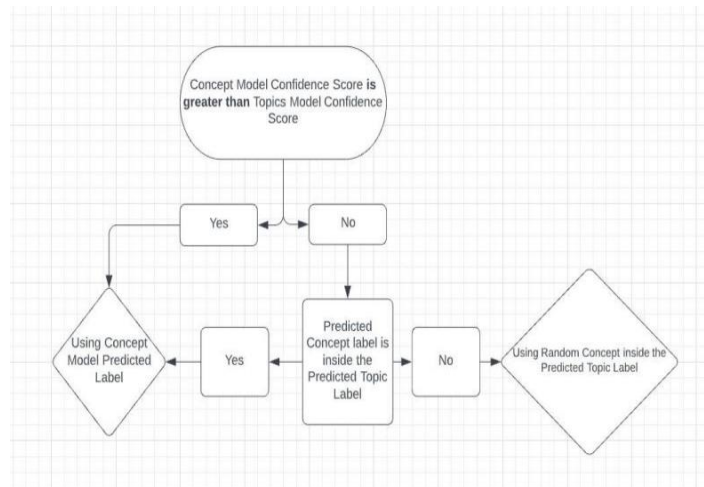 Concept Model Confidence Score is
greater than Topics Model Confidence
Score
Yes
No
Using Concept
Model Predicted
Label
Yes
Predicted
Concept label is
inside the
Predicted Topic
Label
No
Using Random Concept inside the
Predicted Topic Label